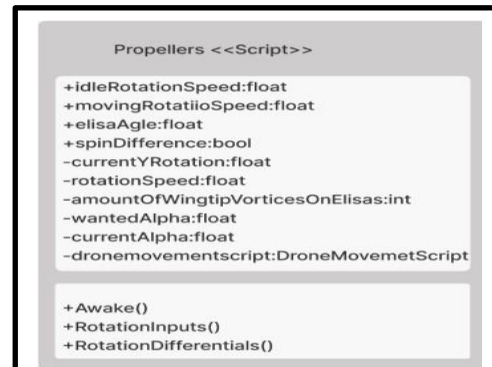 Propellers <<Script>>
+idleRotationSpeed:float
+movingRotatiioSpeed:float
+elisaAgle:float
+spinDifference:bool
-currentYRotation:float
-rotationSpeed:float
-amountOfWingtipVorticesOnElisas:int
-wantedAlpha:float
-currentAlpha:float
-dronemovementscript:DroneMovemetScript
+Awake()
+RotationInputs()
+RotationDifferentials()